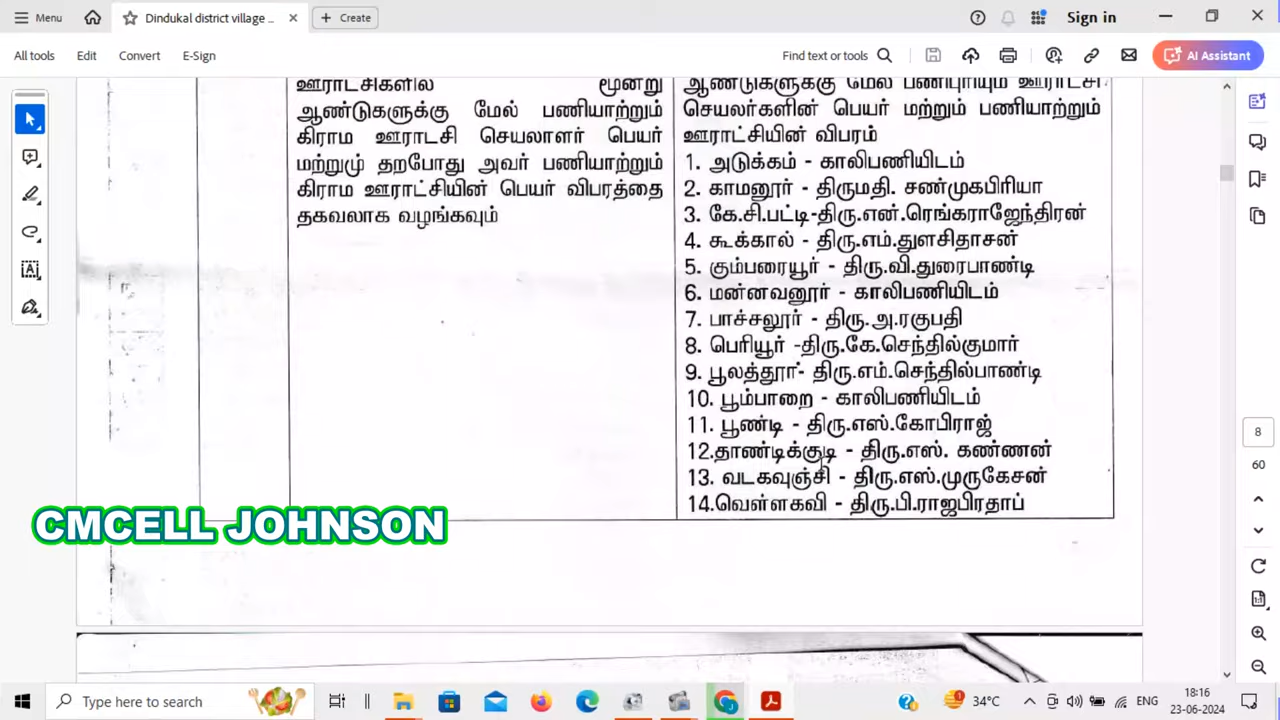 Menu
Dindukal district village ...
Create
Sign in
All tools
Edit
Convert
E-Sign
Find text or tools
AI Assistant
ஊராட்சிகளில் மூன்று
ஆண்டுகளுக்கு மேல் பணியாற்றும்
கிராம ஊராடசி செயலாளர் பெயர்
மற்றுமு் தறபோது அவர் பணியாற்றும்
கிராம ஊராட்சியின் பெயர் விபரத்தை
தகவலாக வழங்கவும்
ஆண்டுகளுக்கு மேல் பணிபுரியும் ஊராட்சி
செயலர்களின் பெயர் மற்றும் பணியாற்றும்
ஊராட்சியின் விபரம்
1. அடுக்கம் - காலிபணியிடம்
2. காமனூர் - திருமதி. சண்முகபிரியா
3. கே.சி.பட்டி-திரு.என்.ரெங்கராஜேந்திரன்
4. கூக்கால் - திரு.எம்.துளசிதாசன்
5. கும்பரையூர் - திரு.வி.துரைபாண்டி
6. மன்னவனூர் - காலிபணியிடம்
7. பாச்சலூர் - திரு.அ.ரகுபதி
8. பெரியூர் -திரு.கே.செந்தில்குமார்
9. பூலத்தூர்- திரு.எம்.செந்தில்பாண்டி
10. பூம்பாறை - காலிபணியிடம்
11. பூண்டி - திரு.எஸ்.கோபிராஜ்
12.தாண்டிக்குடி - திரு.எஸ். கண்ணன்
13. வடகவுஞ்சி - திரு.எஸ்.முருகேசன்
14.வெள்ளகவி - திரு.பி.ராஜபிரதாப்
CMCELL JOHNSON
8
60
Type here to search
34°C
ENG
18:16
23-06-2024